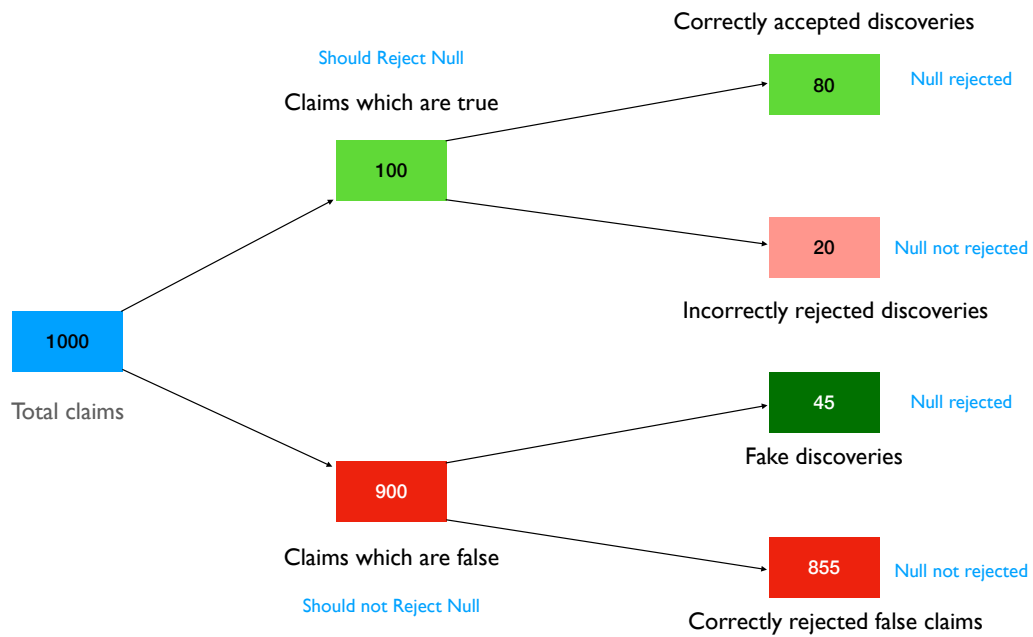 Correctly accepted discoveries
Should Reject Null
80
Null rejected
Claims which are true
100
20
Null not rejected
Incorrectly rejected discoveries
1000
Total claims
45
Null rejected
Fake discoveries
900
Claims which are false
855
Null not rejected
Should not Reject Null
Correctly rejected false claims